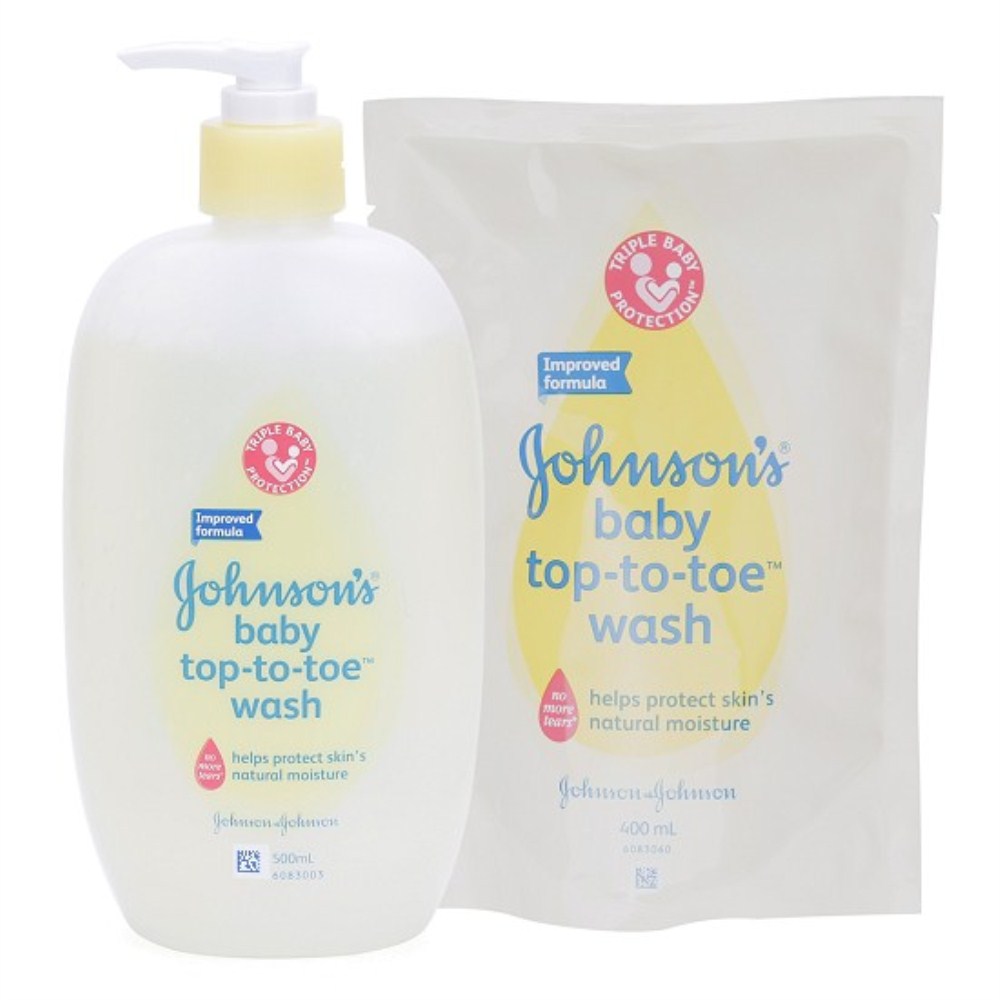 TRIPLE BABY
PROTECTION™
Improved
formula
Johnson's®
baby
top-to-toe™
wash
no
more
tears*
helps protect skin's
natural moisture
Johnson & Johnson
500mL
6083003
TRIPLE BABY
PROTECTION™
Improved
formula
Johnson's®
baby
top-to-toe™
wash
no
more
tears*
helps protect skin's
natural moisture
Johnson & Johnson
400 mL
6083040